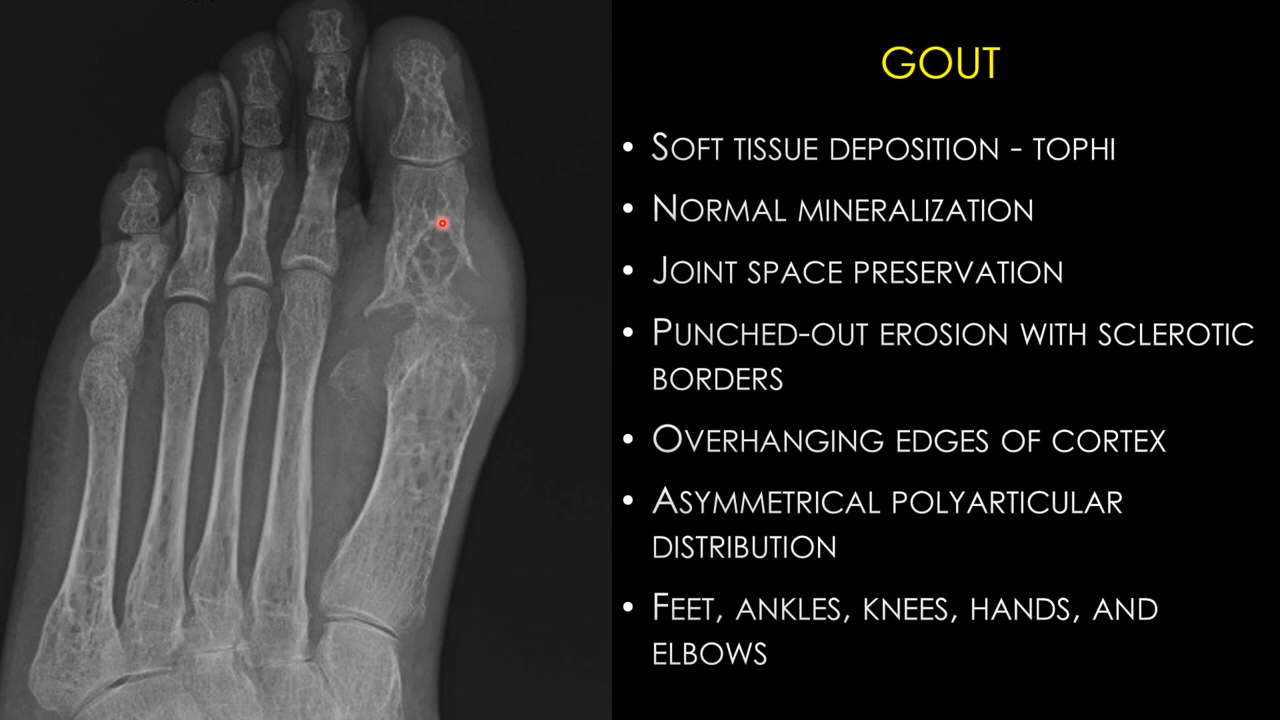 GOUT
• SOFT TISSUE DEPOSITION - TOPHI
• NORMAL MINERALIZATION
• JOINT SPACE PRESERVATION
• PUNCHED-OUT EROSION WITH SCLEROTIC
BORDERS
• OVERHANGING EDGES OF CORTEX
• ASYMMETRICAL POLYARTICULAR
DISTRIBUTION
• FEET, ANKLES, KNEES, HANDS, AND
ELBOWS